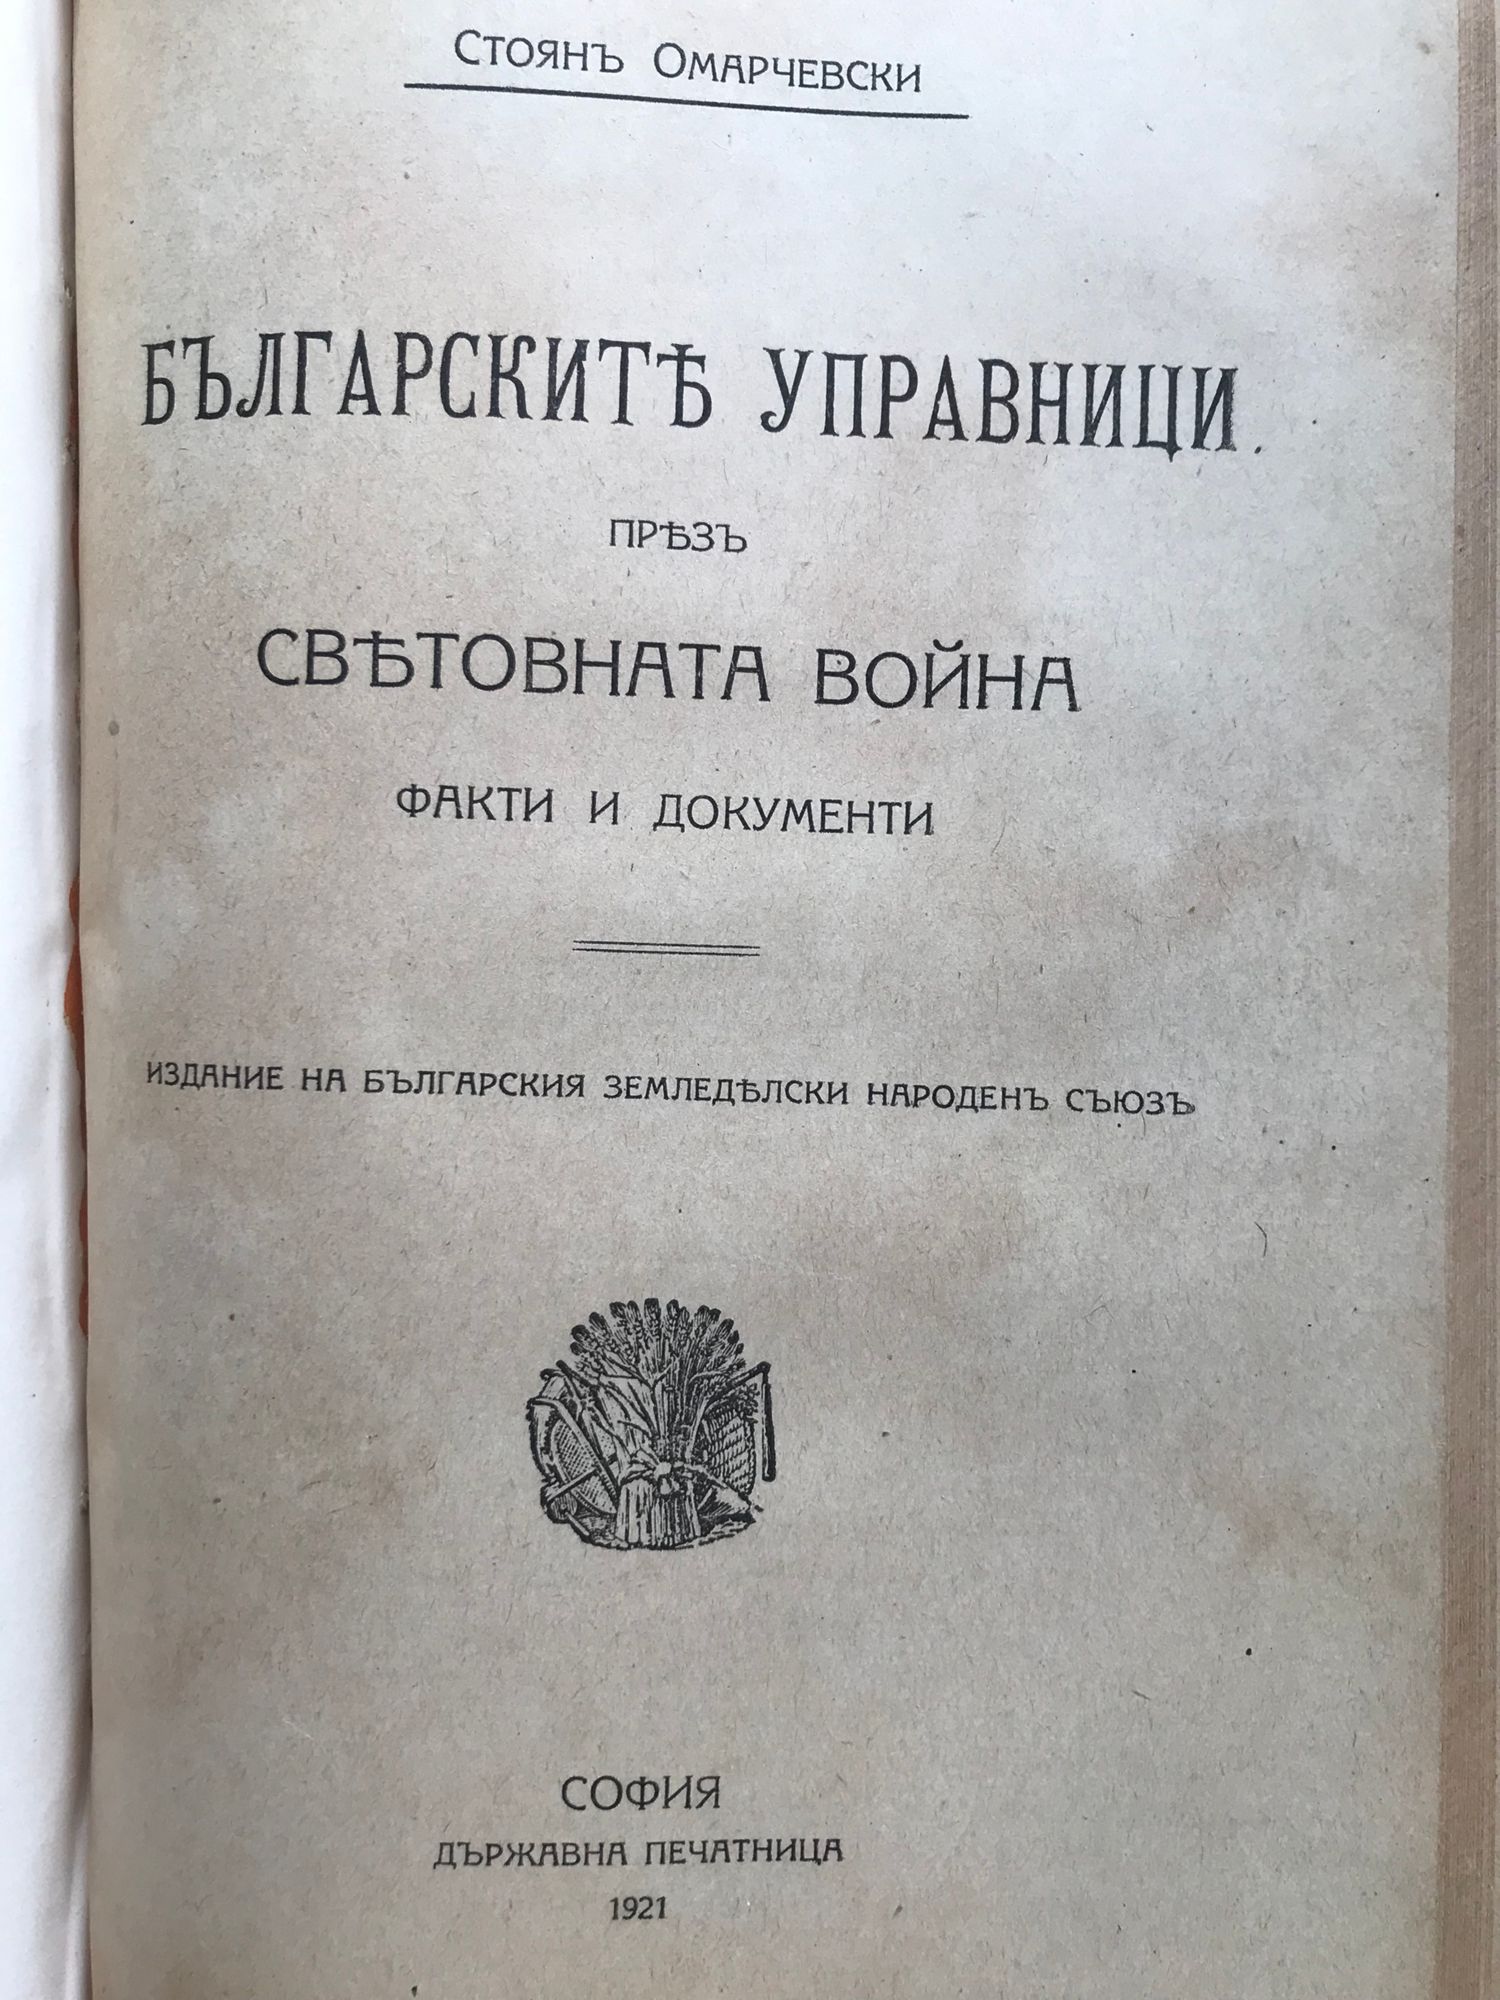 Стоянъ Омарчевски
БЪЛГАРСКИТѢ УПРАВНИЦИ.
ПРѢЗЪ
СВѢТОВНАТА ВОЙНА
ФАКТИ И ДОКУМЕНТИ
ИЗДАНИЕ НА БЪЛГАРСКИЯ ЗЕМЛЕДѢЛСКИ НАРОДЕНЪ СЪЮЗЪ
СОФИЯ
ДЪРЖАВНА ПЕЧАТНИЦА
1921